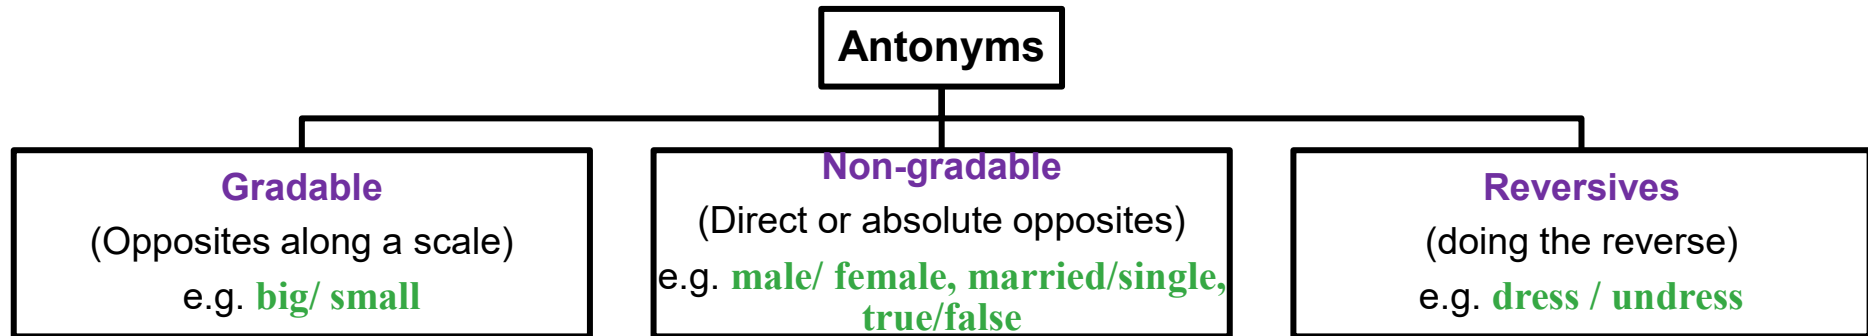 Antonyms
Gradable
(Opposites along a scale)
e.g. big/ small
Non-gradable
(Direct or absolute opposites)
e.g. male/ female, married/single,
true/false
Reversives
(doing the reverse)
e.g. dress / undress